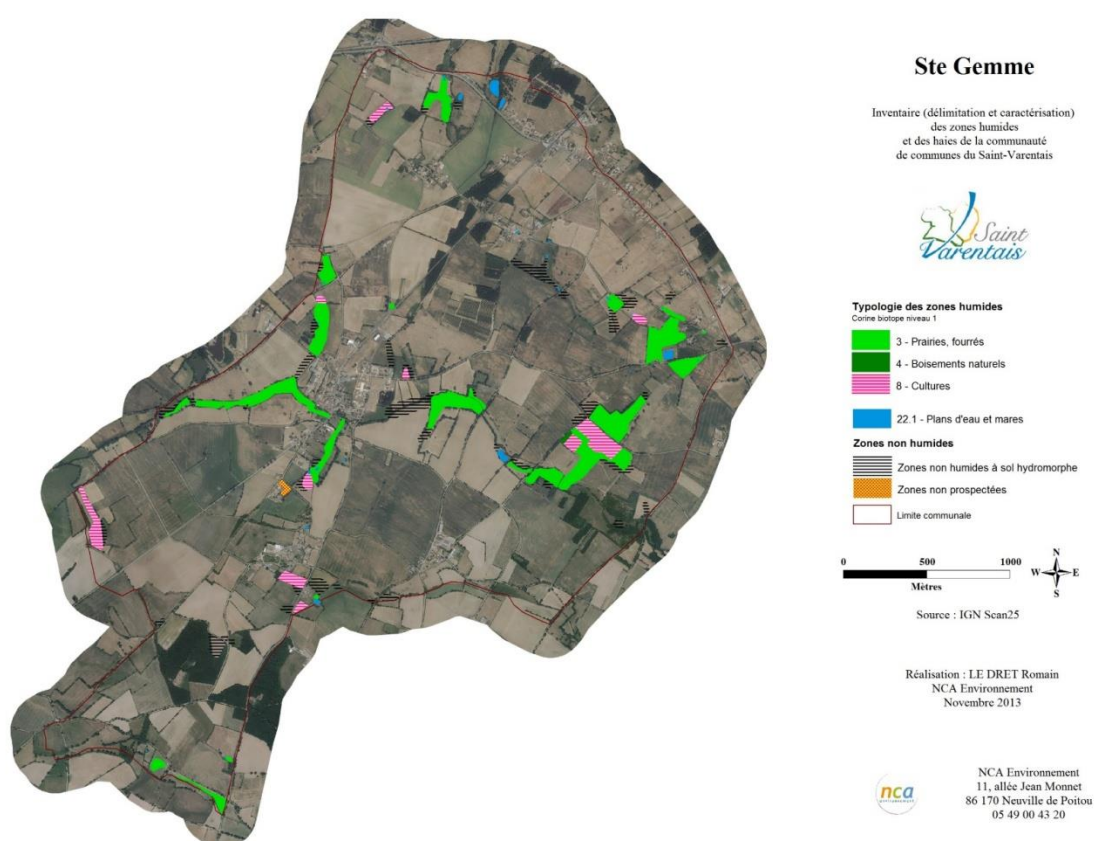 Ste Gemme
Inventaire (délimitation et caractérisation)
des zones humides
et des haies de la communauté
de communes du Saint-Varentais
Saint
Varentais
Typologie des zones humides
Corine biotope niveau 1
3 - Prairies, fourrés
4 - Boisements naturels
8 - Cultures
22.1 - Plans d'eau et mares
Zones non humides
Zones non humides à sol hydromorphe
Zones non prospectées
Limite communale
0 500 1000
Mètres
N
W E
S
Source : IGN Scan25
Réalisation : LE DRET Romain
NCA Environnement
Novembre 2013
nca
environnement
NCA Environnement
11, allée Jean Monnet
86 170 Neuville de Poitou
05 49 00 43 20